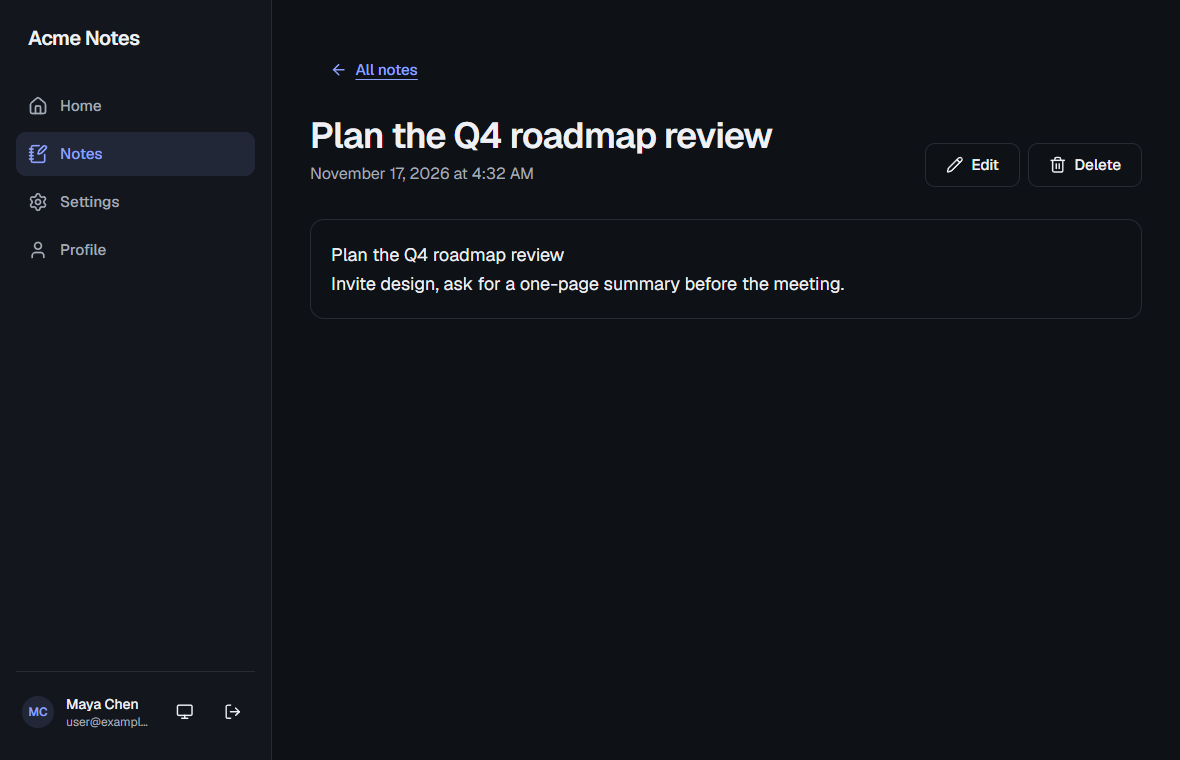 Acme Notes
Home
Notes
Settings
Profile
All notes
Plan the Q4 roadmap review
November 17, 2026 at 4:32 AM
Edit
Delete
Plan the Q4 roadmap review
Invite design, ask for a one-page summary before the meeting.
MC
Maya Chen
user@exampl...